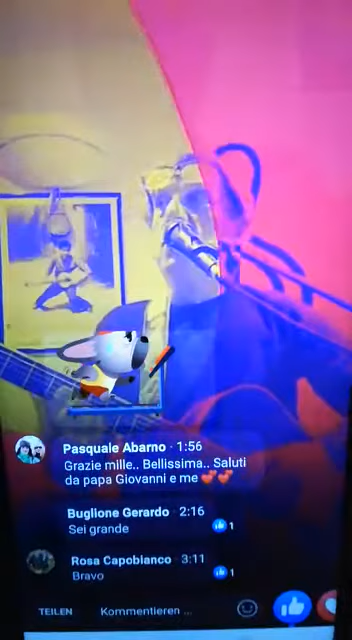 Pasquale Abarno · 1:56
Grazie mille.. Bellissima.. Saluti
da papa Giovanni e me 💕💕
Buglione Gerardo · 2:16
Sei grande
1
Rosa Capobianco · 3:11
Bravo
1
TEILEN Kommentieren ...